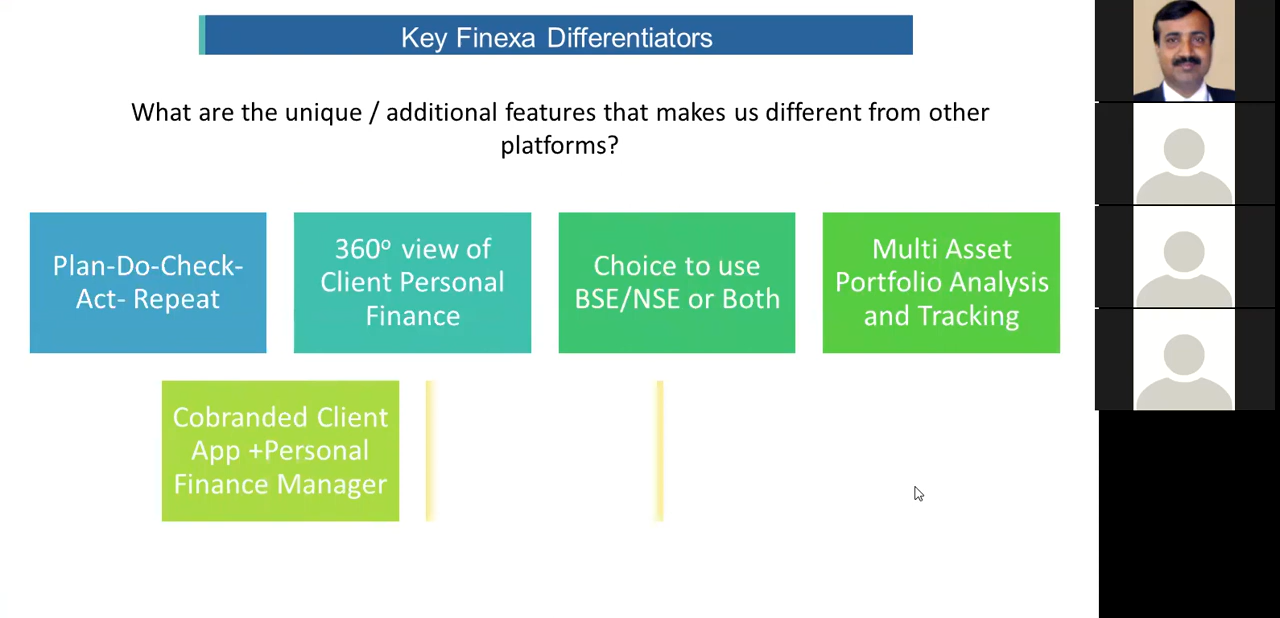 Key Finexa Differentiators
What are the unique / additional features that makes us different from other
platforms?
Plan-Do-Check-
Act- Repeat
360º view of
Client Personal
Finance
Choice to use
BSE/NSE or Both
Multi Asset
Portfolio Analysis
and Tracking
Cobranded Client
App +Personal
Finance Manager